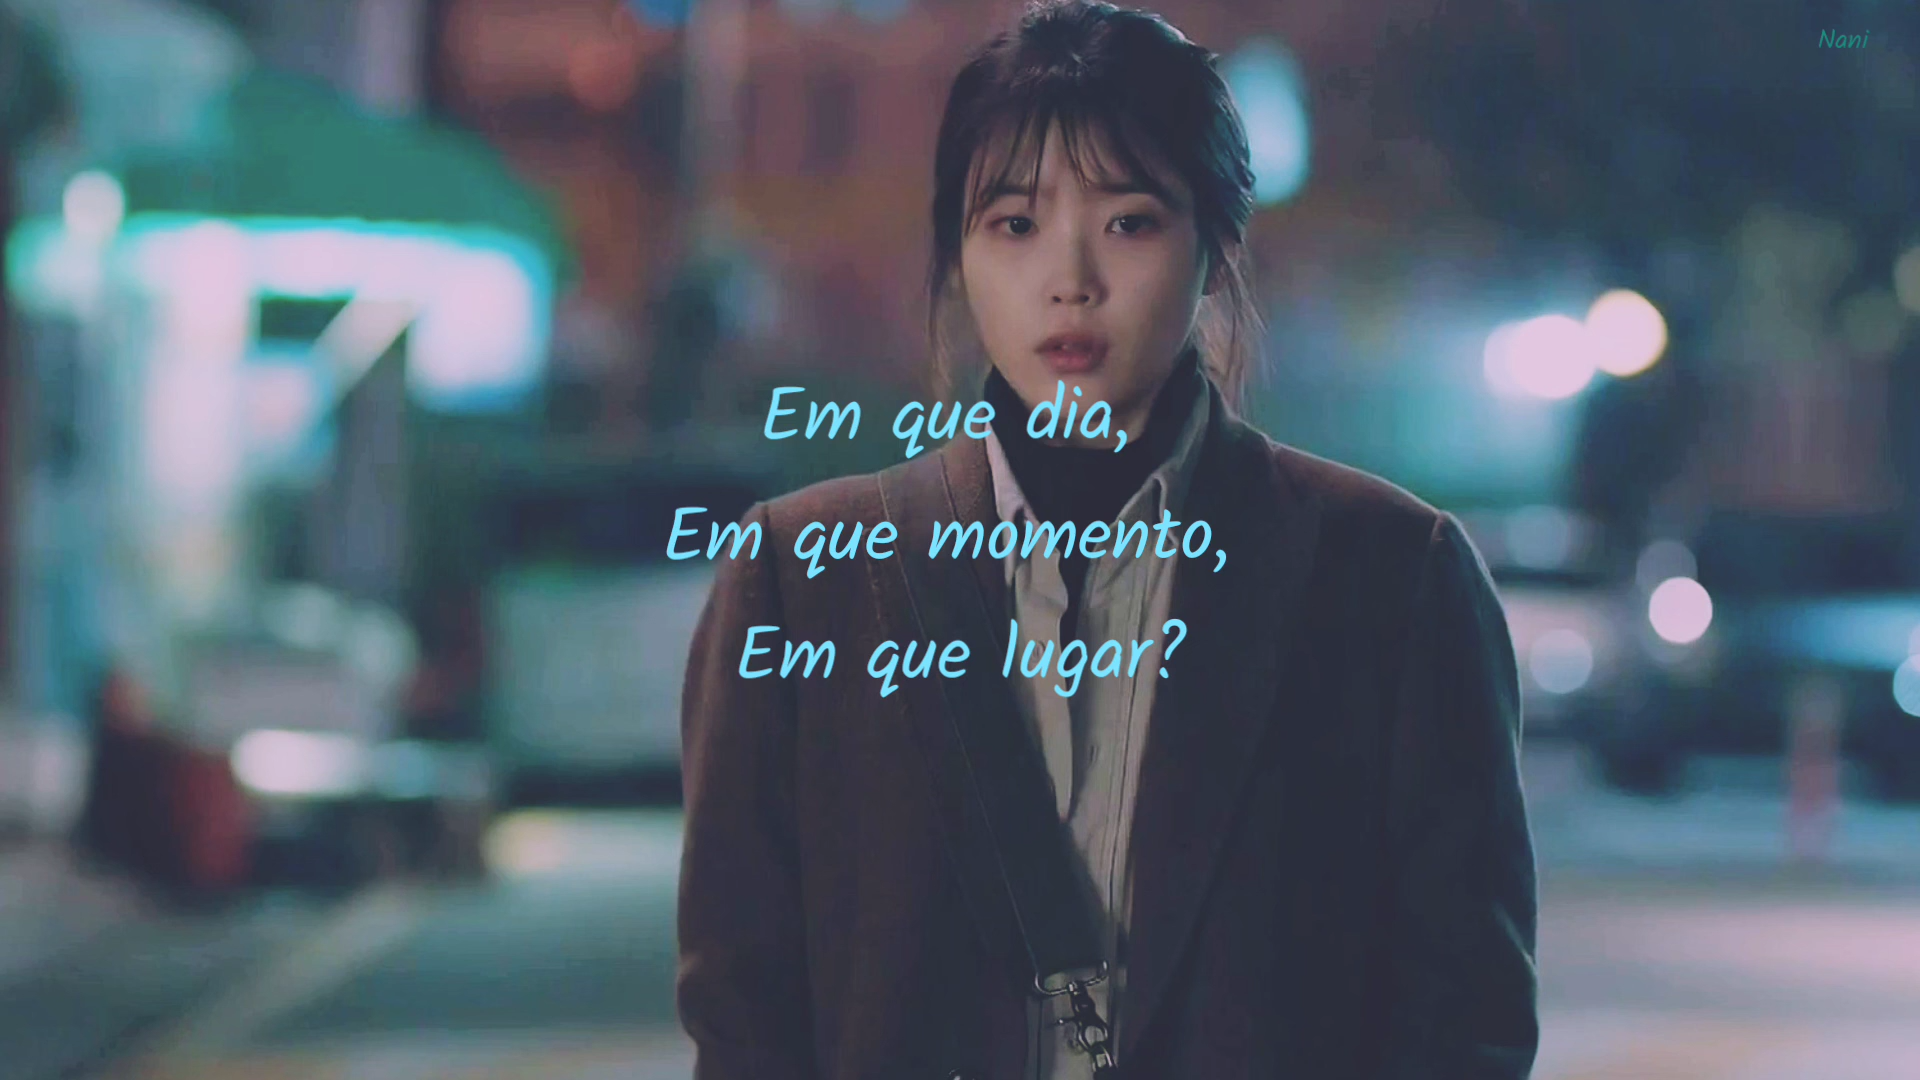 Nani
Em que dia,
Em que momento,
Em que lugar?